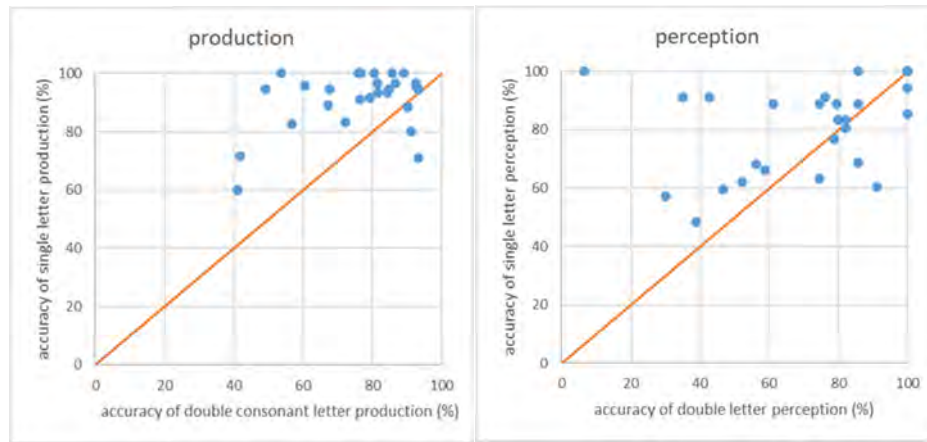 production
accuracy of single letter production (%)
100
80
60
40
20
0
0 20 40 60 80 100
accuracy of double consonant letter production (%)
perception
accuracy of single letter perception (%)
100
80
60
40
20
0
0 20 40 60 80 100
accuracy of double letter perception (%)